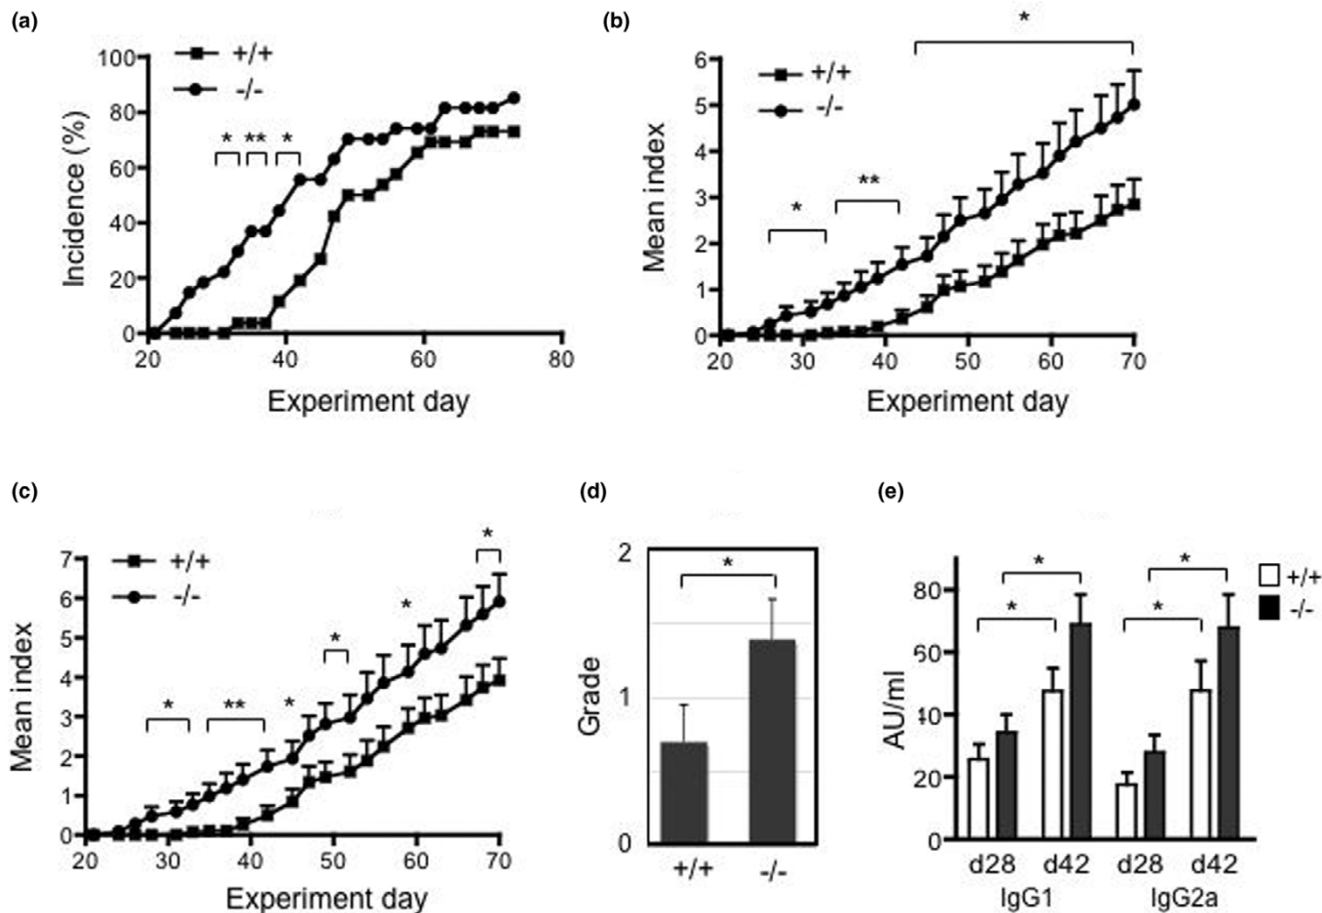 (a)
+/+
-/-
* ** *
100
80
60
40
20
0
Incidence (%)
20 40 60 80
Experiment day
(b)
*
+/+
-/-
**
*
6
5
4
3
2
1
0
Mean index
20 30 40 50 60 70
Experiment day
(c)
+/+
-/-
*
*
*
* ** *
7
6
5
4
3
2
1
0
Mean index
20 30 40 50 60 70
Experiment day
(d)
*
2
1
0
Grade
+/+ -/-
(e)
* *
* *
+/+
-/-
80
60
40
20
0
AU/ml
d28 d42 d28 d42
IgG1 IgG2a